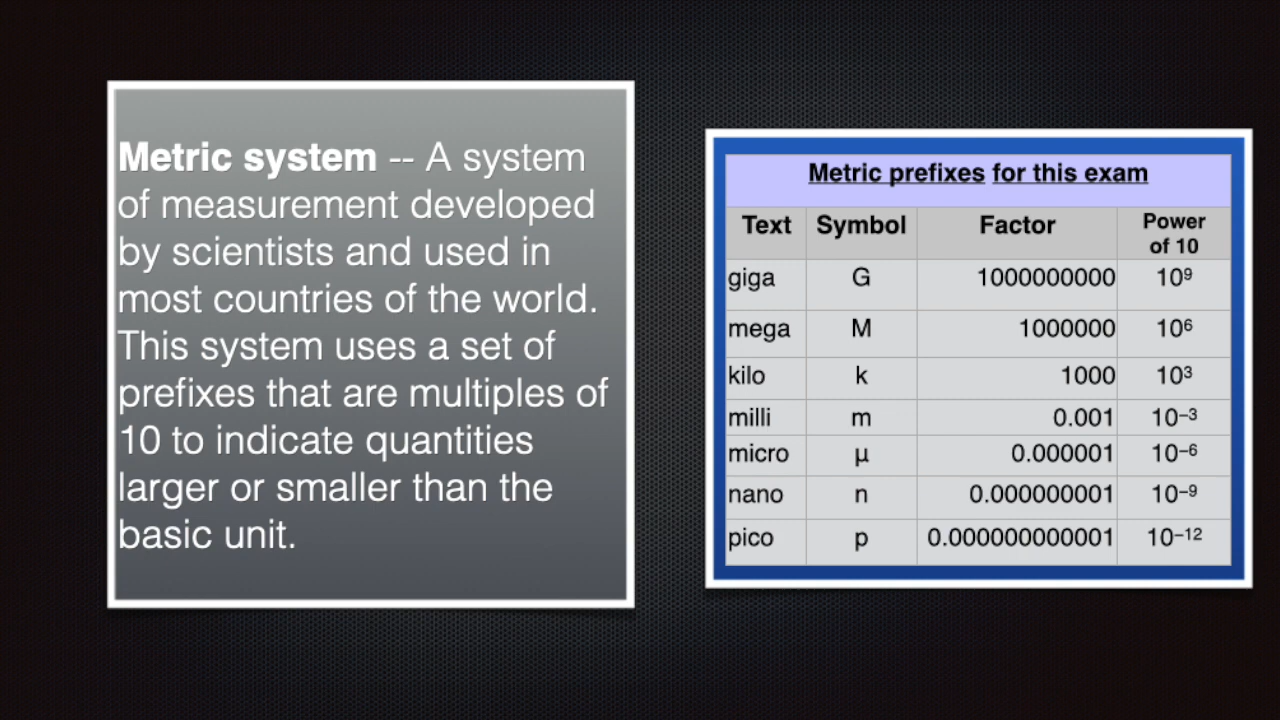 Metric system -- A system
of measurement developed
by scientists and used in
most countries of the world.
This system uses a set of
prefixes that are multiples of
10 to indicate quantities
larger or smaller than the
basic unit.
Metric prefixes for this exam
Text Symbol Factor Power of 10
giga G 1000000000 10⁹
mega M 1000000 10⁶
kilo k 1000 10³
milli m 0.001 10⁻³
micro µ 0.000001 10⁻⁶
nano n 0.000000001 10⁻⁹
pico p 0.000000000001 10⁻¹²